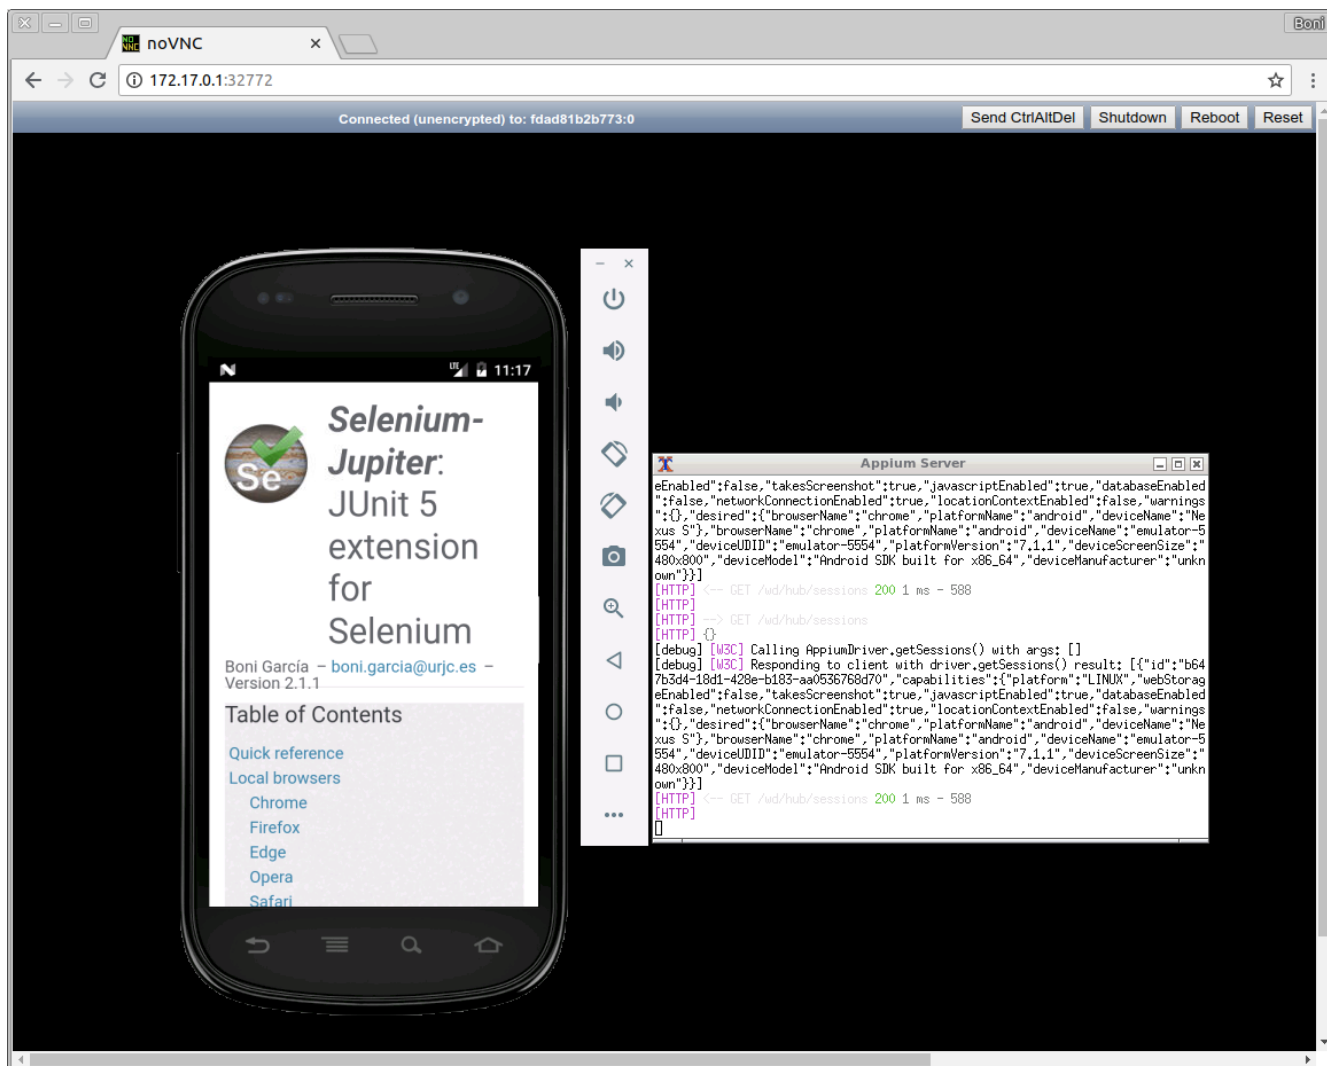 Boni
noVNC
172.17.0.1:32772
Connected (unencrypted) to: fdad81b2b773:0
Send CtrlAltDel Shutdown Reboot Reset
LTE 11:17
Se
Selenium-
Jupiter:
JUnit 5
extension
for
Selenium
Boni García – boni.garcia@urjc.es –
Version 2.1.1
Table of Contents
Quick reference
Local browsers
Chrome
Firefox
Edge
Opera
Safari
Appium Server
eEnabled":false,"takesScreenshot":true,"javascriptEnabled":true,"databaseEnabled
":false,"networkConnectionEnabled":true,"locationContextEnabled":false,"warnings
":{},"desired":{"browserName":"chrome","platformName":"android","deviceName":"Ne
xus S"},"browserName":"chrome","platformName":"android","deviceName":"emulator-5
554","deviceUDID":"emulator-5554","platformVersion":"7.1.1","deviceScreenSize":"
480x800","deviceModel":"Android SDK built for x86_64","deviceManufacturer":"unkn
own"}}]
[HTTP] <-- GET /wd/hub/sessions 200 1 ms - 588
[HTTP]
[HTTP] --> GET /wd/hub/sessions
[HTTP] {}
[debug] [W3C] Calling AppiumDriver.getSessions() with args: []
[debug] [W3C] Responding to client with driver.getSessions() result: [{"id":"b64
7b3d4-18d1-428e-b183-aa0536768d70","capabilities":{"platform":"LINUX","webStorag
eEnabled":false,"takesScreenshot":true,"javascriptEnabled":true,"databaseEnabled
":false,"networkConnectionEnabled":true,"locationContextEnabled":false,"warnings
":{},"desired":{"browserName":"chrome","platformName":"android","deviceName":"Ne
xus S"},"browserName":"chrome","platformName":"android","deviceName":"emulator-5
554","deviceUDID":"emulator-5554","platformVersion":"7.1.1","deviceScreenSize":"
480x800","deviceModel":"Android SDK built for x86_64","deviceManufacturer":"unkn
own"}}]
[HTTP] <-- GET /wd/hub/sessions 200 1 ms - 588
[HTTP]